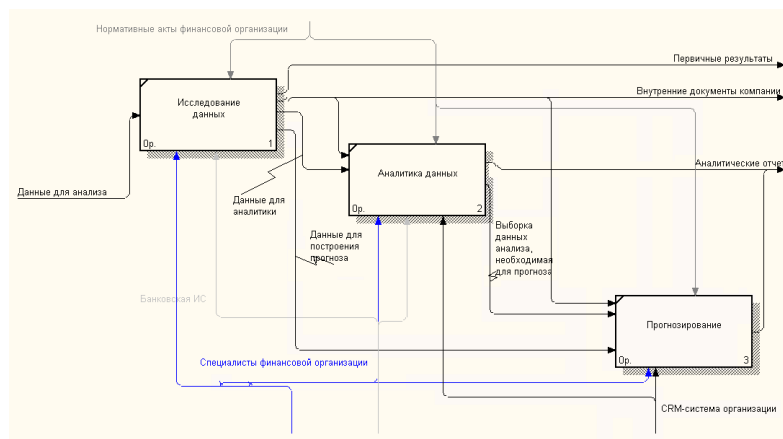 Нормативные акты финансовой организации
Первичные результаты
Внутренние документы компании
Исследование
данных
0р.
1
Аналитические отчет
Аналитика данных
0р.
2
Данные для анализа
Данные для
аналитики
Данные для
построения
прогноза
Выборка
данных
анализа,
необходимая
для прогноза
Банковская ИС
Прогнозирование
0р.
3
Специалисты финансовой организации
CRM-система организации